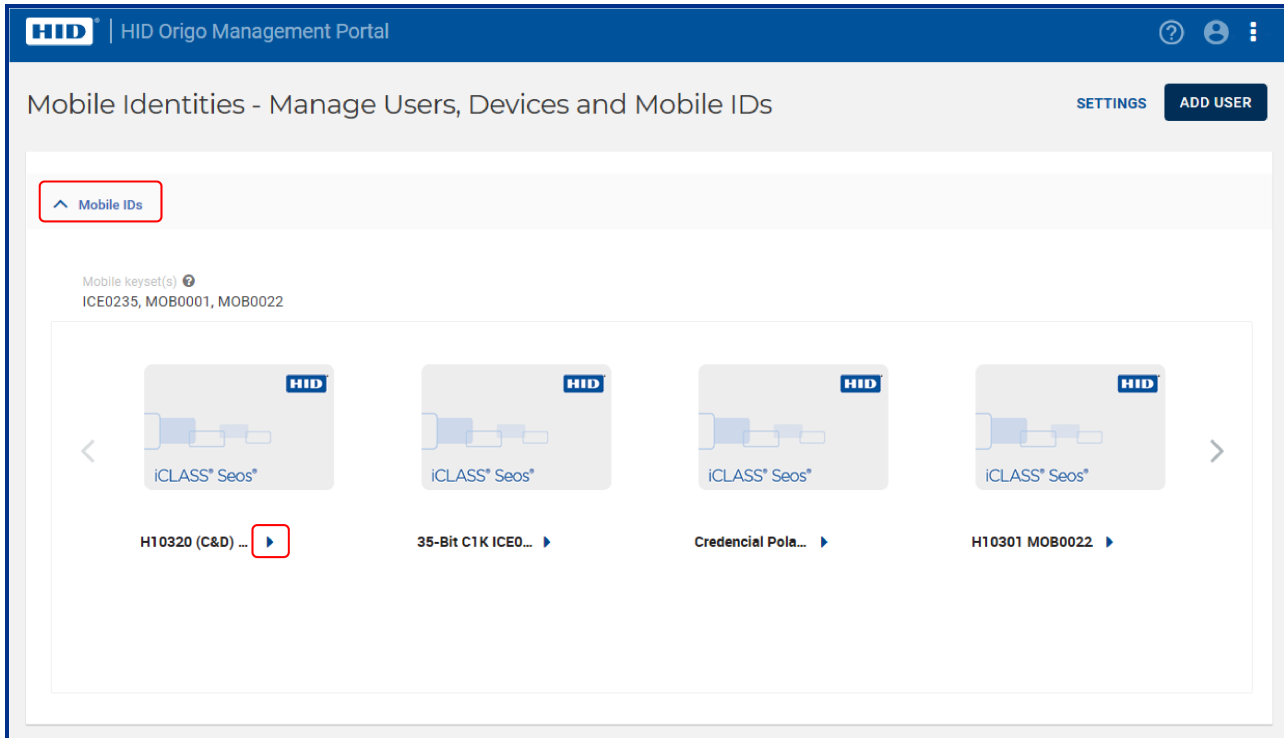 HID® | HID Origo Management Portal
Mobile Identities - Manage Users, Devices and Mobile IDs
SETTINGS
ADD USER
Mobile IDs
Mobile keyset(s)
ICE0235, MOB0001, MOB0022
HID
iCLASS® Seos®
HID
iCLASS® Seos®
HID
iCLASS® Seos®
HID
iCLASS® Seos®
H10320 (C&D) ...
35-Bit C1K ICE0...
Credencial Pola...
H10301 MOB0022